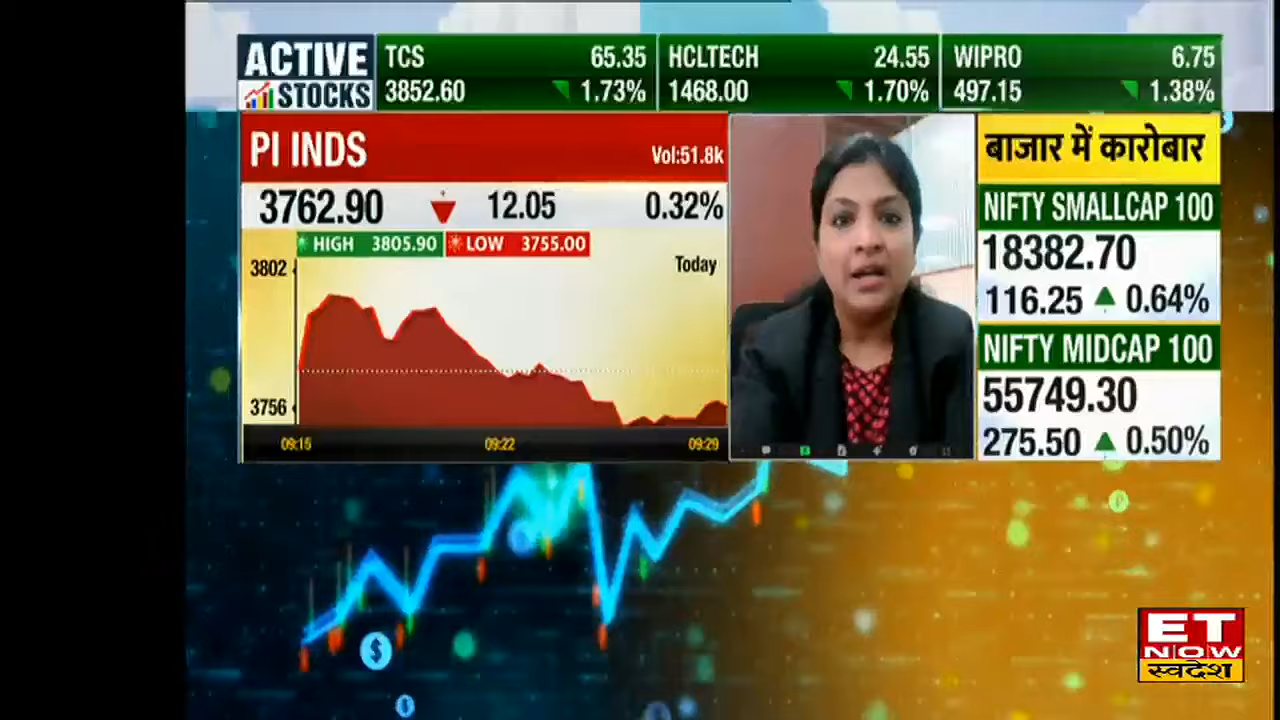 ACTIVE
STOCKS
TCS 65.35
3852.60 1.73%
HCLTECH 24.55
1468.00 1.70%
WIPRO 6.75
497.15 1.38%
PI INDS Vol:51.8k
3762.90 12.05 0.32%
HIGH 3805.90 LOW 3755.00
Today
3802
3756
09:15 09:22 09:29
बाजार में कारोबार
NIFTY SMALLCAP 100
18382.70
116.25 0.64%
NIFTY MIDCAP 100
55749.30
275.50 0.50%
ET
NOW
स्वदेश